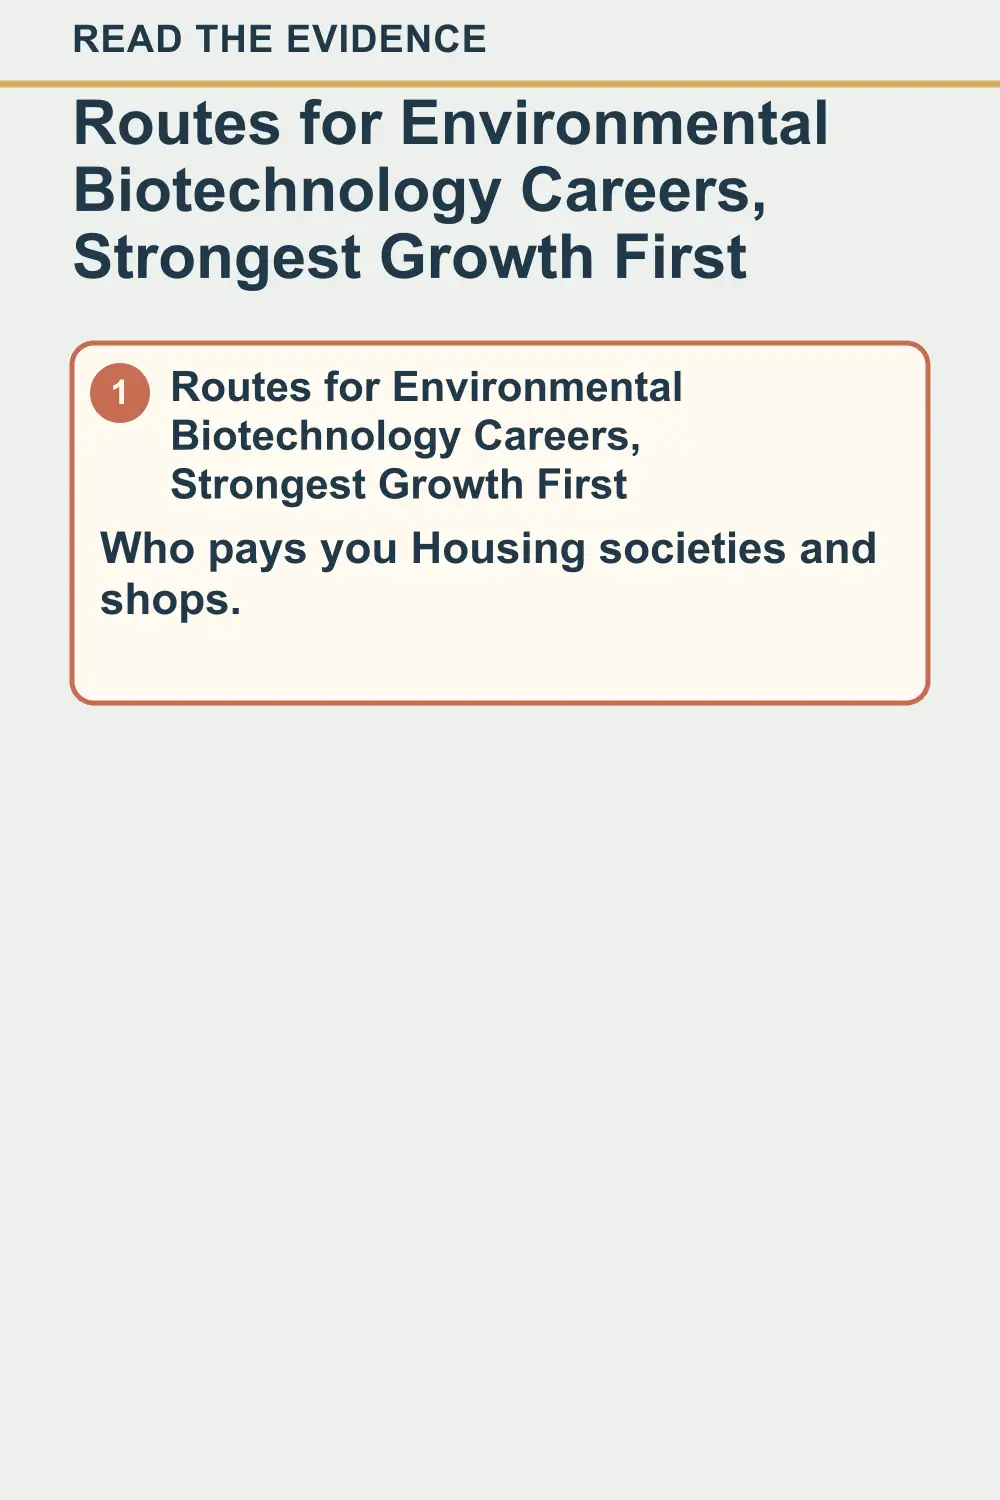 READ THE EVIDENCE
Routes for Environmental
Biotechnology Careers,
Strongest Growth First
1
Routes for Environmental
Biotechnology Careers,
Strongest Growth First
Who pays you Housing societies and
shops.